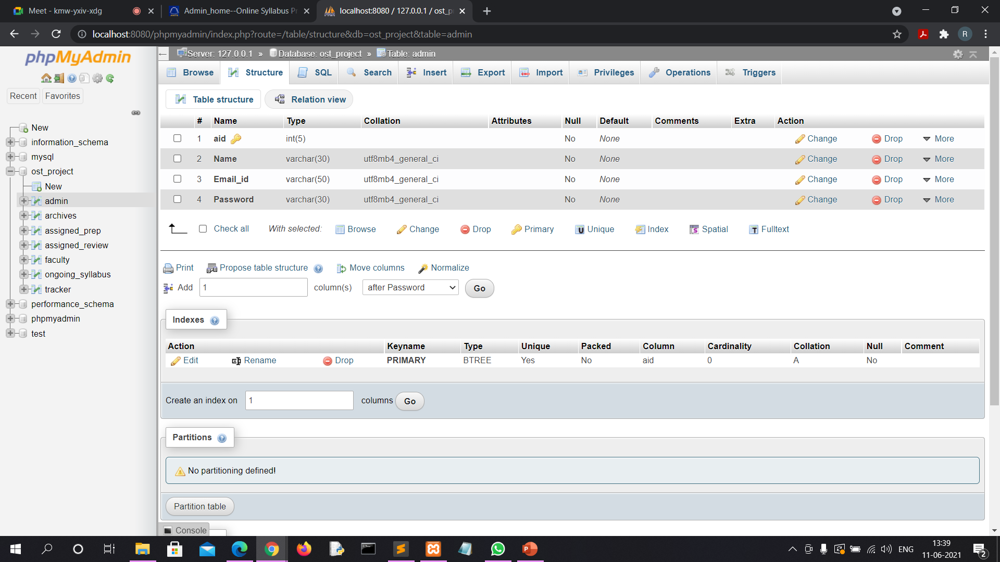 Meet - kmw-yxiv-xdg
Admin_home--Online Syllabus Pr
localhost:8080 / 127.0.0.1 / ost_p
localhost:8080/phpmyadmin/index.php?route=/table/structure&db=ost_project&table=admin
R
phpMyAdmin
Recent Favorites
New
information_schema
mysql
ost_project
New
admin
archives
assigned_prep
assigned_review
faculty
ongoing_syllabus
tracker
performance_schema
phpmyadmin
test
Server: 127.0.0.1 » Database: ost_project » Table: admin
Browse Structure SQL Search Insert Export Import Privileges Operations Triggers
Table structure Relation view
# Name Type Collation Attributes Null Default Comments Extra Action
1 aid int(5) No None Change Drop More
2 Name varchar(30) utf8mb4_general_ci No None Change Drop More
3 Email_id varchar(50) utf8mb4_general_ci No None Change Drop More
4 Password varchar(30) utf8mb4_general_ci No None Change Drop More
Check all With selected: Browse Change Drop Primary Unique Index Spatial Fulltext
Print Propose table structure Move columns Normalize
Add 1 column(s) after Password Go
Indexes
Action Keyname Type Unique Packed Column Cardinality Collation Null Comment
Edit Rename Drop PRIMARY BTREE Yes No aid 0 A No
Create an index on 1 columns Go
Partitions
No partitioning defined!
Partition table
Console
ENG
13:39
11-06-2021
2